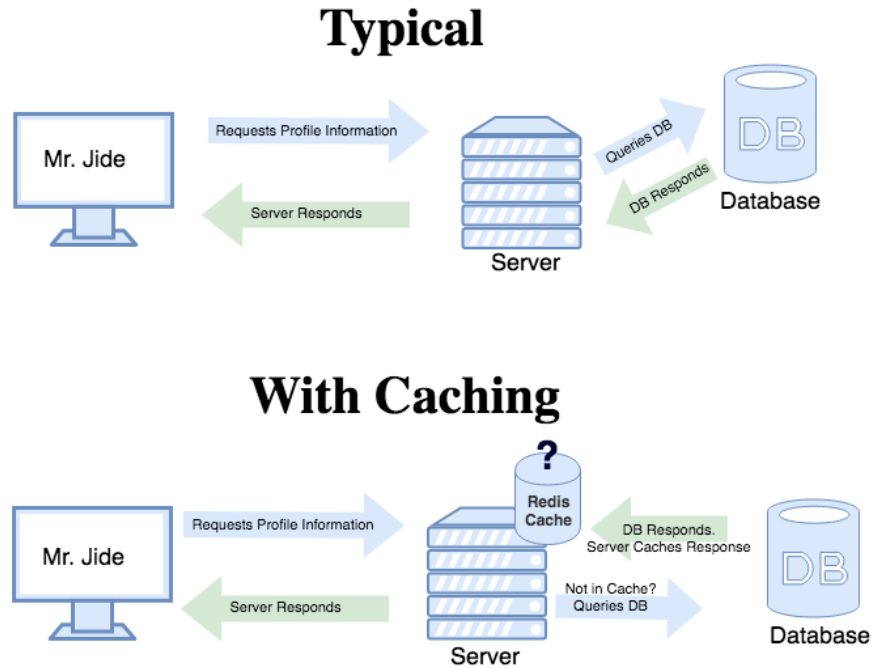 Typical
Mr. Jide
Requests Profile Information
Server Responds
Server
Queries DB
DB Responds
DB
Database
With Caching
Mr. Jide
Requests Profile Information
Server Responds
?
Redis
Cache
Server
DB Responds.
Server Caches Response
Not in Cache?
Queries DB
DB
Database